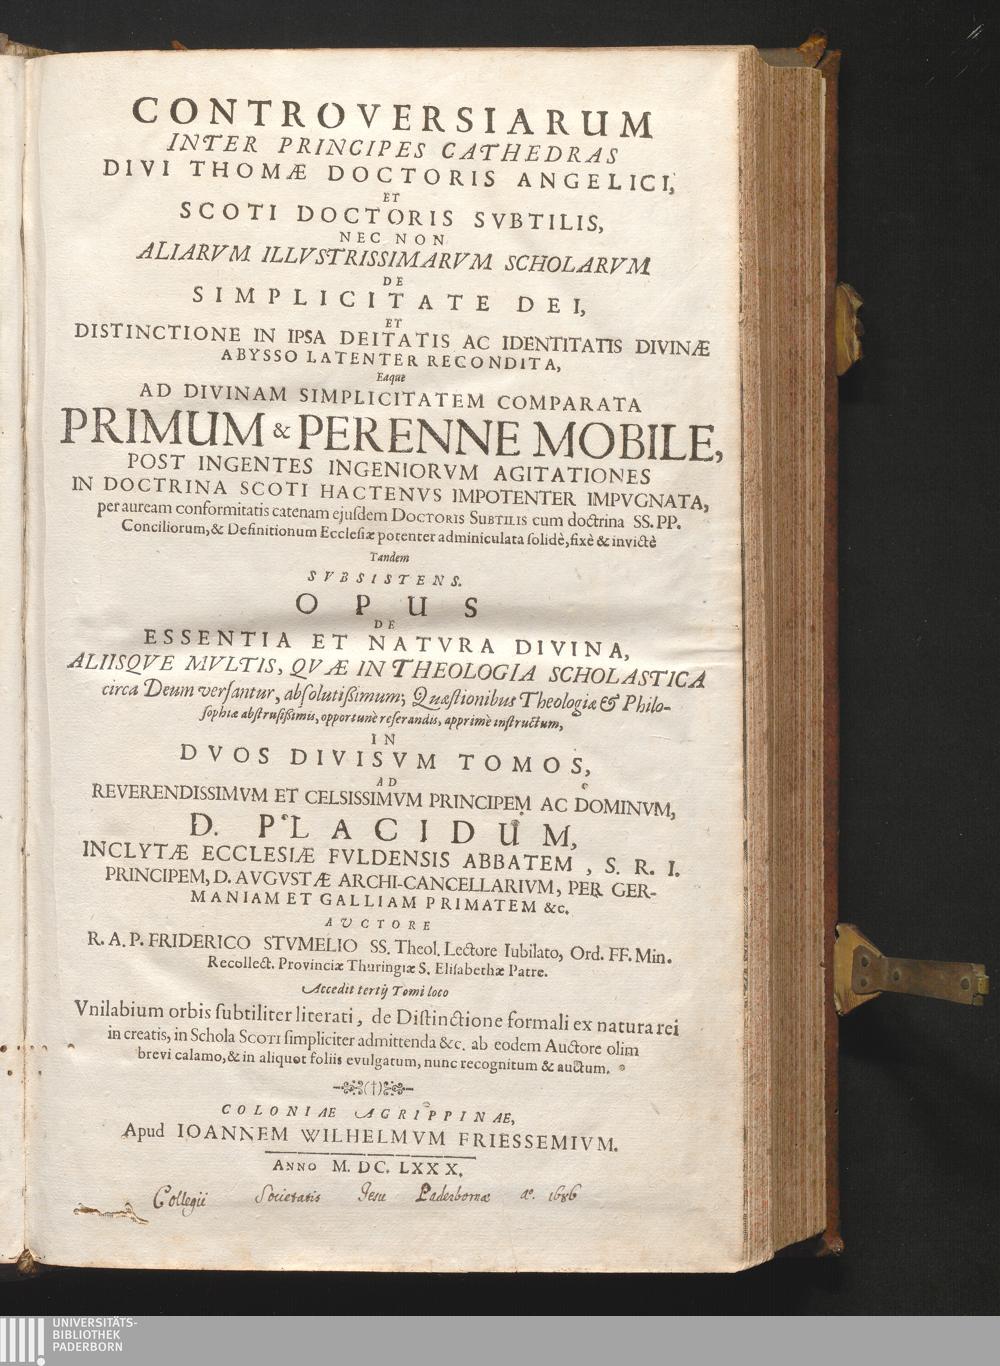 CONTROVERSIARUM
INTER PRINCIPES CATHEDRAS
DIVI THOMÆ DOCTORIS ANGELICI,
ET
SCOTI DOCTORIS SVBTILIS,
NEC NON
ALIARVM ILLVSTRISSIMARVM SCHOLARVM
DE
SIMPLICITATE DEI,
ET
DISTINCTIONE IN IPSA DEITATIS AC IDENTITATIS DIVINÆ
ABYSSO LATENTER RECONDITA,
Eaque
AD DIVINAM SIMPLICITATEM COMPARATA
PRIMUM & PERENNE MOBILE,
POST INGENTES INGENIORVM AGITATIONES
IN DOCTRINA SCOTI HACTENVS IMPOTENTER IMPVGNATA,
per auream conformitatis catenam ejuſdem DOCTORIS SUBTILIS cum doctrina SS. PP.
Conciliorum, & Definitionum Eccleſiæ potenter adminiculata ſolidè, fixè & invictè
Tandem
SVBSISTENS.
OPUS
DE
ESSENTIA ET NATVRA DIVINA,
ALIISQVE MVLTIS, QVÆ IN THEOLOGIA SCHOLASTICA
circa Deum verſantur, abſolutiſſimum; Quæſtionibus Theologiæ & Philo-
ſophiæ abſtruſiſſimis, opportunè reſerandis, apprimè inſtructum,
IN
DVOS DIVISVM TOMOS,
AD
REVERENDISSIMVM ET CELSISSIMVM PRINCIPEM AC DOMINVM,
D. PLACIDUM,
INCLYTÆ ECCLESIÆ FVLDENSIS ABBATEM, S. R. I.
PRINCIPEM, D. AVGVSTÆ ARCHI-CANCELLARIVM, PER GER-
MANIAM ET GALLIAM PRIMATEM &c.
AUCTORE
R. A. P. FRIDERICO STVMELIO SS. Theol. Lectore Iubilato, Ord. FF. Min.
Recollect. Provinciæ Thuringiæ S. Eliſabethæ Patre.
Accedit tertij Tomi loco
Vnilabium orbis ſubtiliter literati, de Diſtinctione formali ex natura rei
in creatis, in Schola SCOTI ſimpliciter admittenda &c. ab eodem Auctore olim
brevi calamo, & in aliquot foliis evulgatum, nunc recognitum & auctum.
COLONIÆ AGRIPPINÆ,
Apud IOANNEM WILHELMVM FRIESSEMIVM.
ANNO M. DC. LXXX.
Collegii Societatis Jesu Paderbornæ aº. 1686
UNIVERSITÄTS-
BIBLIOTHEK
PADERBORN